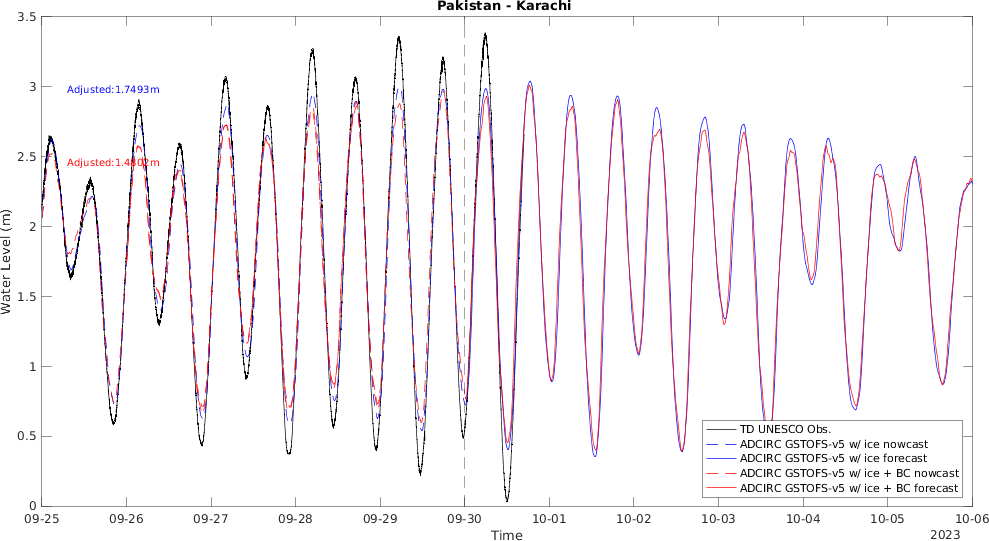 Pakistan - Karachi
3.5
3
2.5
2
1.5
1
0.5
0
Water Level (m)
Adjusted:1.7493m
Adjusted:1.4802m
TD UNESCO Obs.
ADCIRC GSTOFS-v5 w/ ice nowcast
ADCIRC GSTOFS-v5 w/ ice forecast
ADCIRC GSTOFS-v5 w/ ice + BC nowcast
ADCIRC GSTOFS-v5 w/ ice + BC forecast
09-25 09-26 09-27 09-28 09-29 09-30 10-01 10-02 10-03 10-04 10-05 10-06
Time
2023